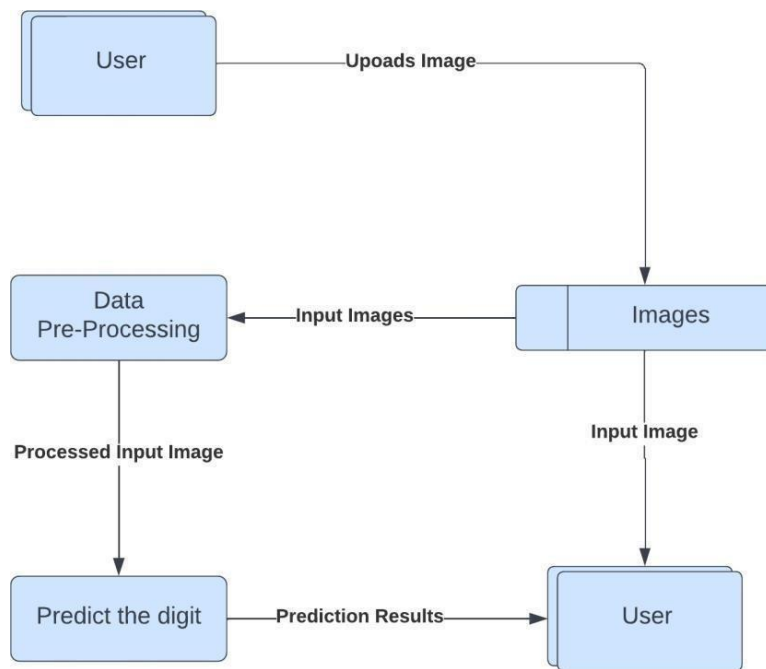 User
Upoads Image
Data
Pre-Processing
Input Images
Images
Processed Input Image
Input Image
Predict the digit
Prediction Results
User